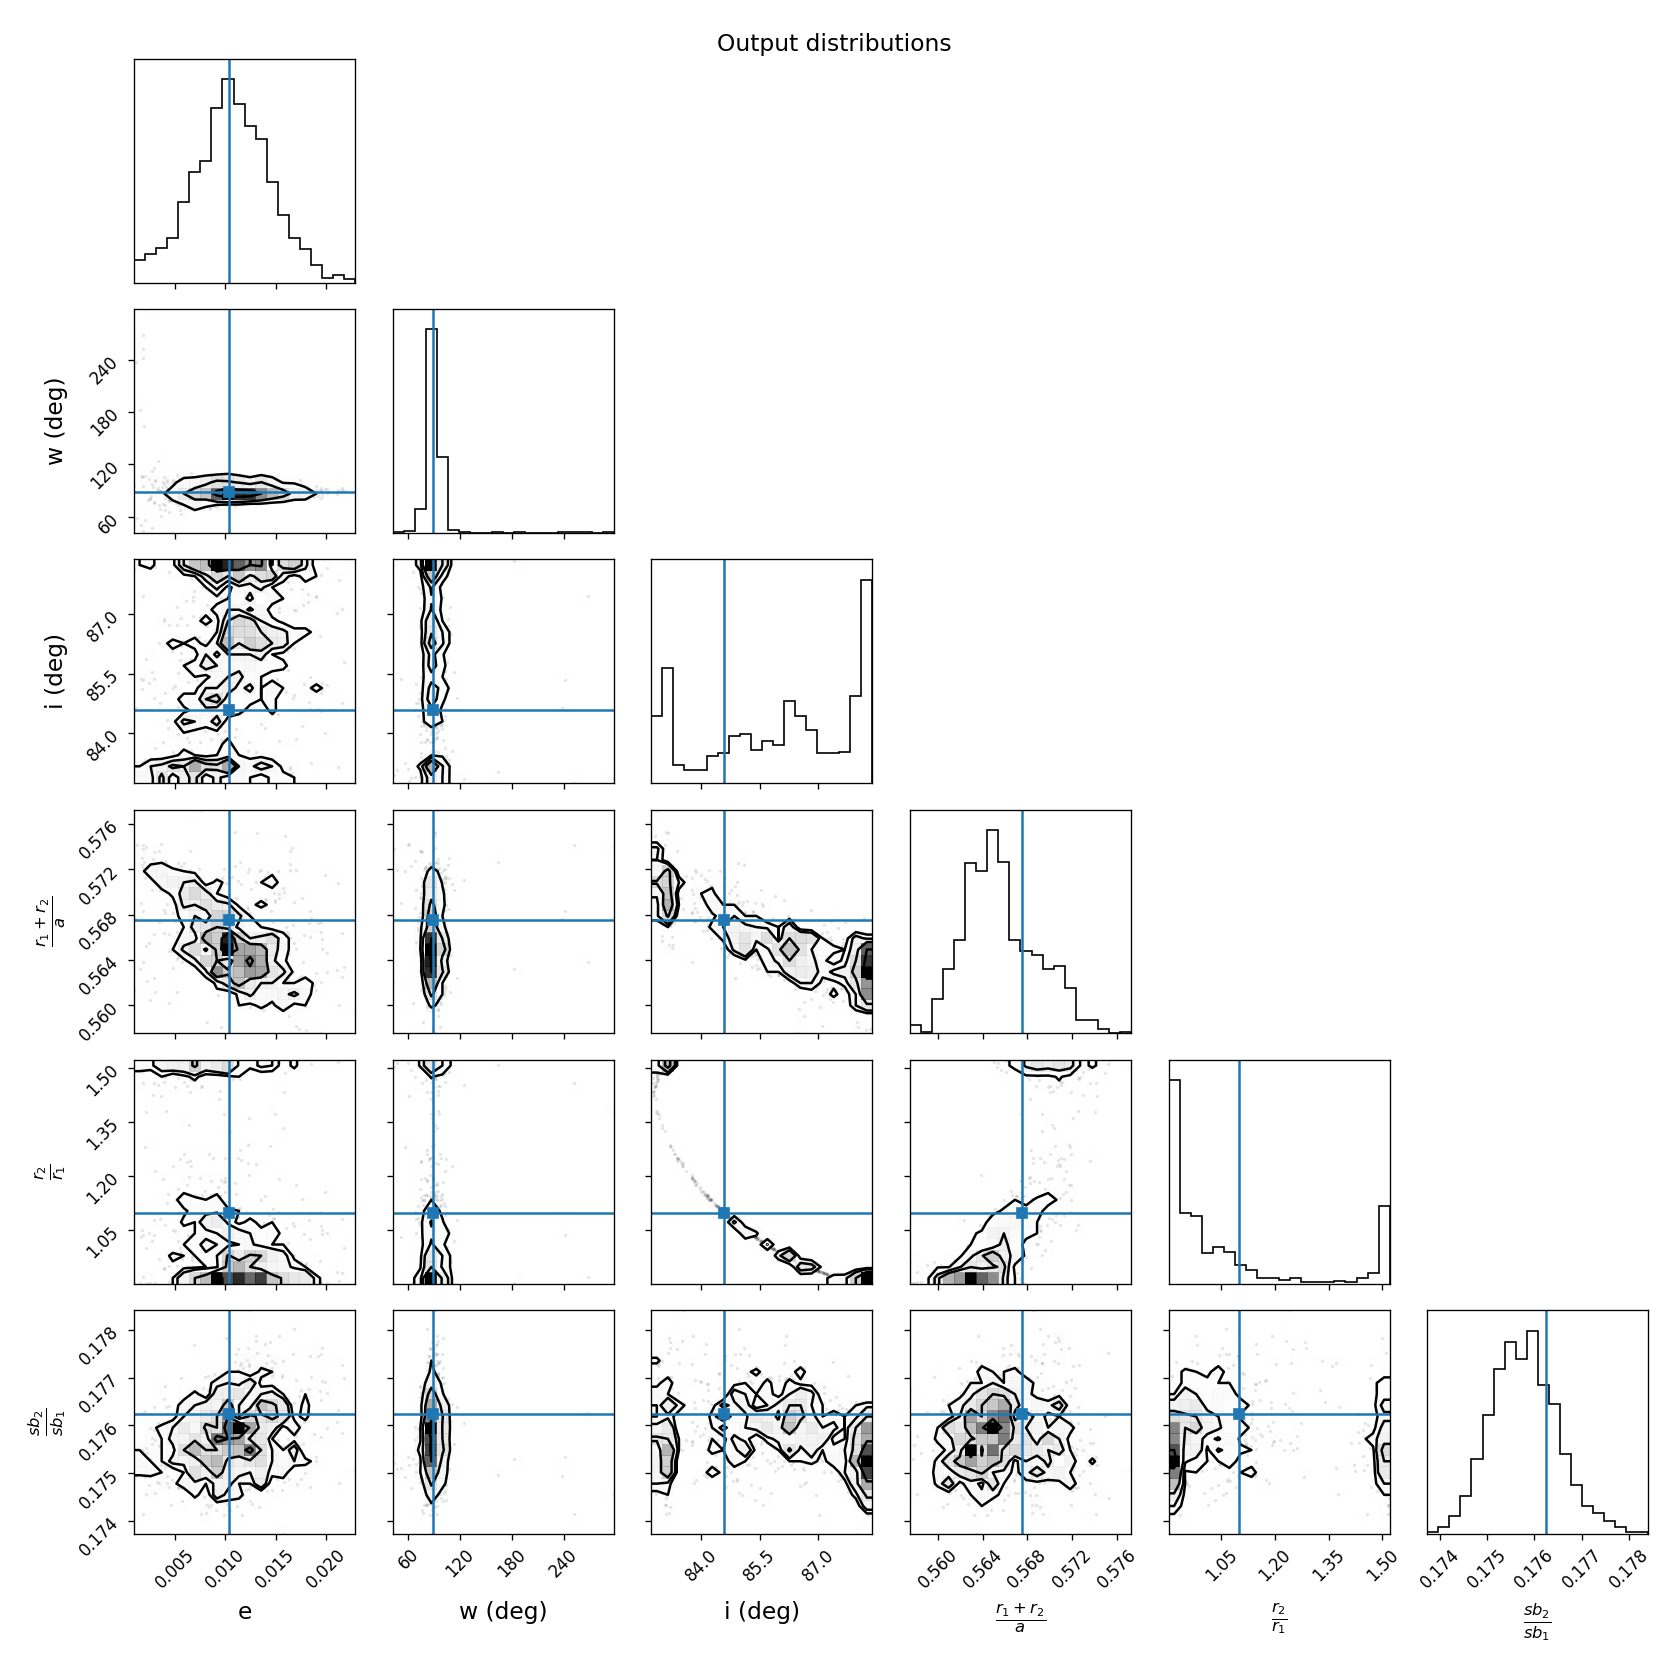 Output distributions
w (deg)
240
180
120
60
i (deg)
87.0
85.5
84.0
r₁ + r₂
a
0.576
0.572
0.568
0.564
0.560
r₂
r₁
1.50
1.35
1.20
1.05
sb₂
sb₁
0.178
0.177
0.176
0.175
0.174
0.005 0.010 0.015 0.020 60 120 180 240 84.0 85.5 87.0 0.560 0.564 0.568 0.572 0.576 1.05 1.20 1.35 1.50 0.174 0.175 0.176 0.177 0.178
e w (deg) i (deg)
r₁ + r₂
a
r₂
r₁
sb₂
sb₁